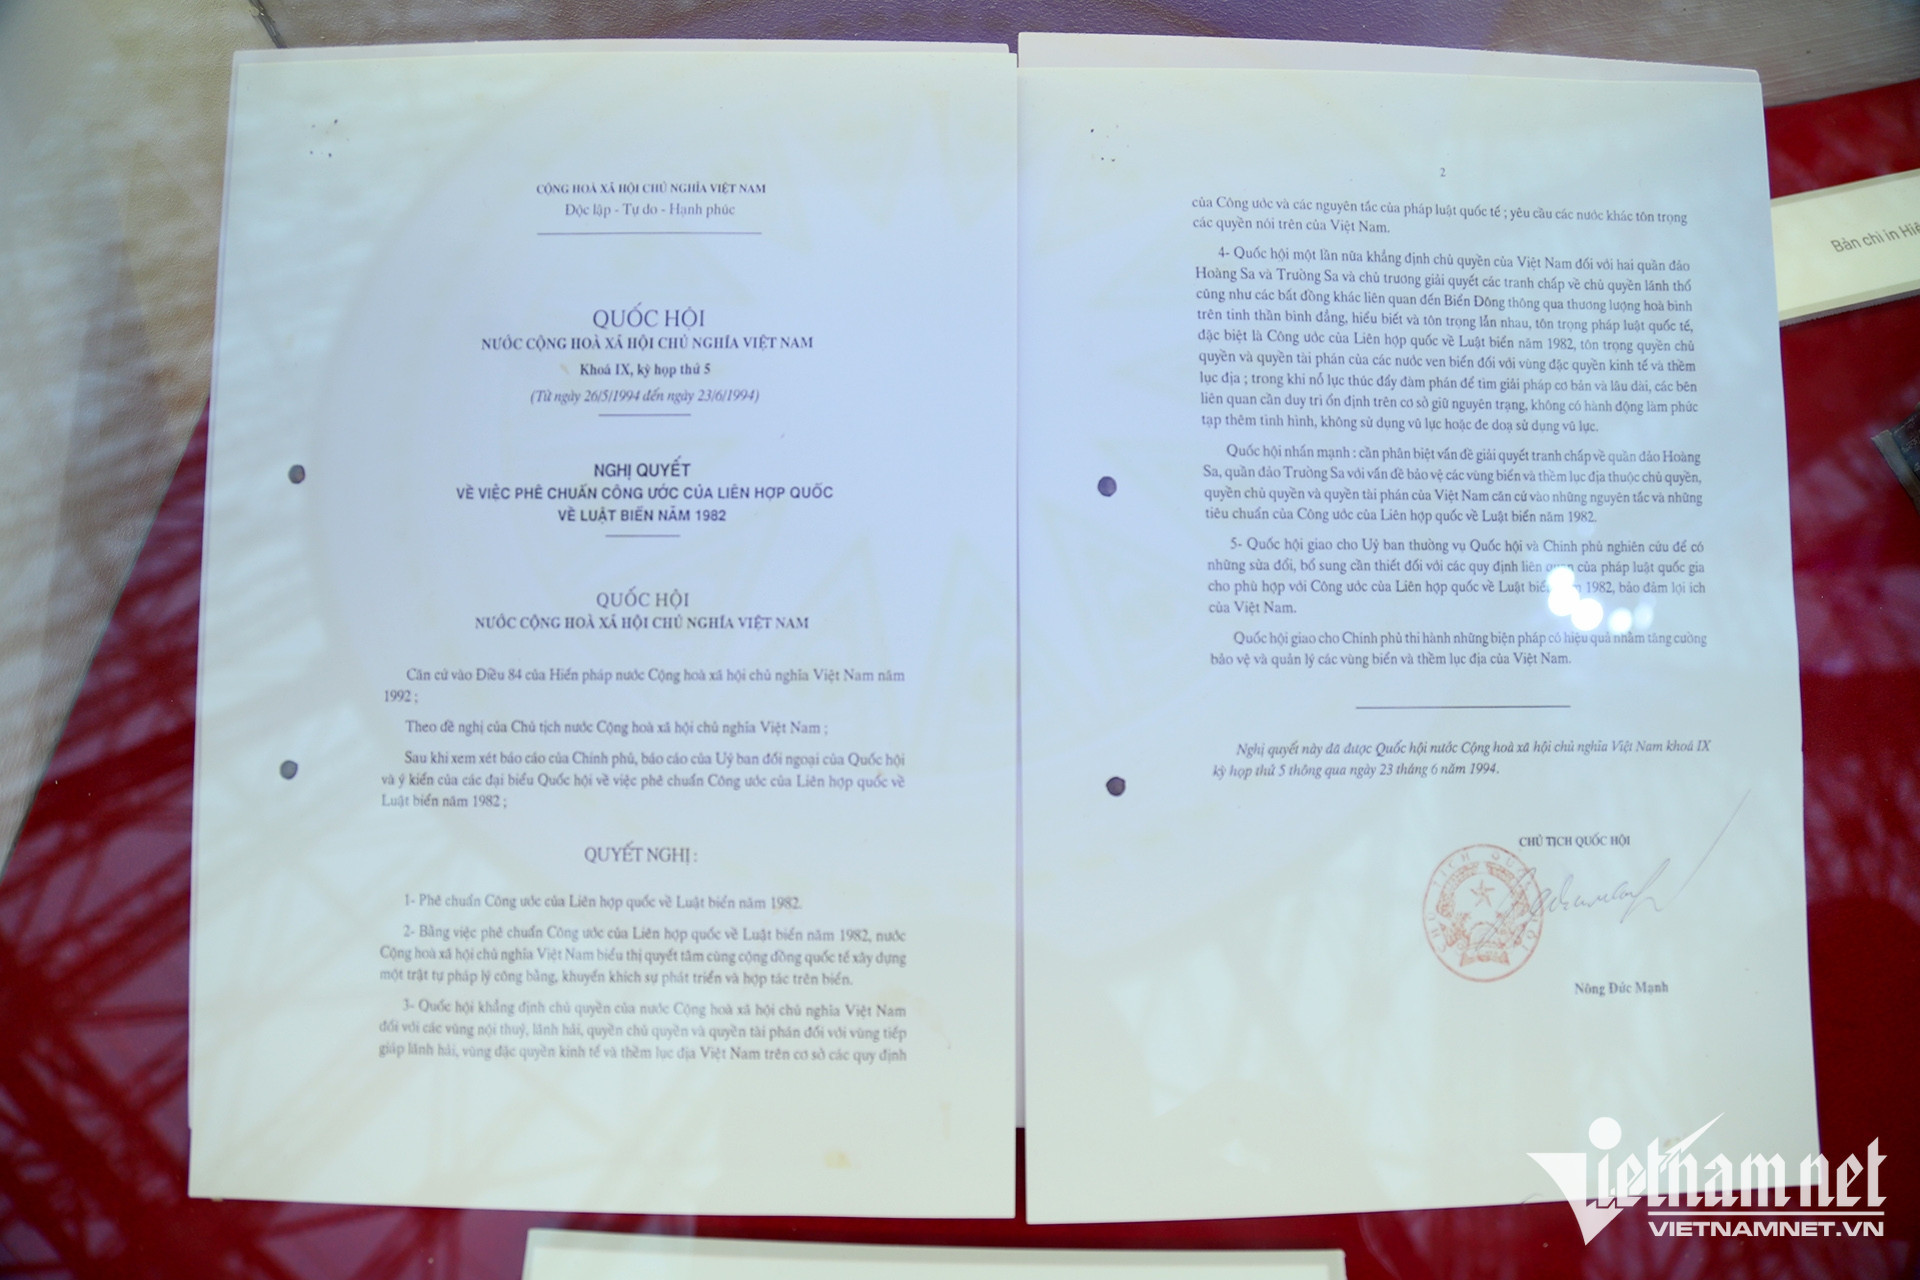 CỘNG HOÀ XÃ HỘI CHỦ NGHĨA VIỆT NAM
Độc lập - Tự do - Hạnh phúc
QUỐC HỘI
NƯỚC CỘNG HOÀ XÃ HỘI CHỦ NGHĨA VIỆT NAM
Khoá IX, kỳ họp thứ 5
(Từ ngày 26/5/1994 đến ngày 23/6/1994)
NGHỊ QUYẾT
VỀ VIỆC PHÊ CHUẨN CÔNG ƯỚC CỦA LIÊN HỢP QUỐC
VỀ LUẬT BIỂN NĂM 1982
QUỐC HỘI
NƯỚC CỘNG HOÀ XÃ HỘI CHỦ NGHĨA VIỆT NAM
Căn cứ vào Điều 84 của Hiến pháp nước Cộng hoà xã hội chủ nghĩa Việt Nam năm
1992 ;
Theo đề nghị của Chủ tịch nước Cộng hoà xã hội chủ nghĩa Việt Nam ;
Sau khi xem xét báo cáo của Chính phủ, báo cáo của Uỷ ban đối ngoại của Quốc hội
và ý kiến của các đại biểu Quốc hội về việc phê chuẩn Công ước của Liên hợp quốc về
Luật biển năm 1982 ;
QUYẾT NGHỊ :
1- Phê chuẩn Công ước của Liên hợp quốc về Luật biển năm 1982.
2- Bằng việc phê chuẩn Công ước của Liên hợp quốc về Luật biển năm 1982, nước
Cộng hoà xã hội chủ nghĩa Việt Nam biểu thị quyết tâm cùng cộng đồng quốc tế xây dựng
một trật tự pháp lý công bằng, khuyến khích sự phát triển và hợp tác trên biển.
3- Quốc hội khẳng định chủ quyền của nước Cộng hoà xã hội chủ nghĩa Việt Nam
đối với các vùng nội thuỷ, lãnh hải, quyền chủ quyền và quyền tài phán đối với vùng tiếp
giáp lãnh hải, vùng đặc quyền kinh tế và thềm lục địa Việt Nam trên cơ sở các quy định
2
của Công ước và các nguyên tắc của pháp luật quốc tế ; yêu cầu các nước khác tôn trọng
các quyền nói trên của Việt Nam.
4- Quốc hội một lần nữa khẳng định chủ quyền của Việt Nam đối với hai quần đảo
Hoàng Sa và Trường Sa và chủ trương giải quyết các tranh chấp về chủ quyền lãnh thổ
cũng như các bất đồng khác liên quan đến Biển Đông thông qua thương lượng hoà bình
trên tinh thần bình đẳng, hiểu biết và tôn trọng lẫn nhau, tôn trọng pháp luật quốc tế,
đặc biệt là Công ước của Liên hợp quốc về Luật biển năm 1982, tôn trọng quyền chủ
quyền và quyền tài phán của các nước ven biển đối với vùng đặc quyền kinh tế và thềm
lục địa ; trong khi nỗ lực thúc đẩy đàm phán để tìm giải pháp cơ bản và lâu dài, các bên
liên quan cần duy trì ổn định trên cơ sở giữ nguyên trạng, không có hành động làm phức
tạp thêm tình hình, không sử dụng vũ lực hoặc đe doạ sử dụng vũ lực.
Quốc hội nhấn mạnh : cần phân biệt vấn đề giải quyết tranh chấp về quần đảo Hoàng
Sa, quần đảo Trường Sa với vấn đề bảo vệ các vùng biển và thềm lục địa thuộc chủ quyền,
quyền chủ quyền và quyền tài phán của Việt Nam căn cứ vào những nguyên tắc và những
tiêu chuẩn của Công ước của Liên hợp quốc về Luật biển năm 1982.
5- Quốc hội giao cho Uỷ ban thường vụ Quốc hội và Chính phủ nghiên cứu để có
những sửa đổi, bổ sung cần thiết đối với các quy định liên quan của pháp luật quốc gia
cho phù hợp với Công ước của Liên hợp quốc về Luật biển năm 1982, bảo đảm lợi ích
của Việt Nam.
Quốc hội giao cho Chính phủ thi hành những biện pháp có hiệu quả nhằm tăng cường
bảo vệ và quản lý các vùng biển và thềm lục địa của Việt Nam.
Nghị quyết này đã được Quốc hội nước Cộng hoà xã hội chủ nghĩa Việt Nam khoá IX
kỳ họp thứ 5 thông qua ngày 23 tháng 6 năm 1994.
CHỦ TỊCH QUỐC HỘI
CHỦ TỊCH QUỐC HỘI
Nông Đức Mạnh
Bản chỉ in
Vietnamnet
VIETNAMNET.VN